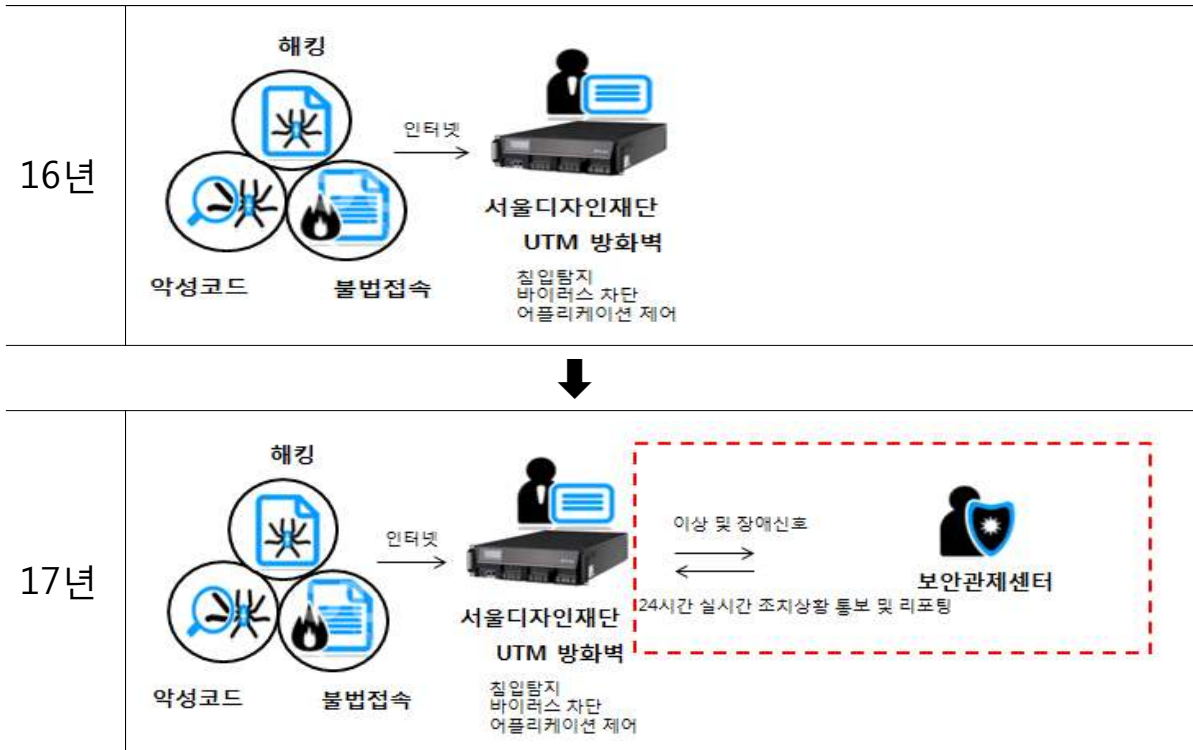 16년
해킹
악성코드
불법접속
인터넷
서울디자인재단
UTM 방화벽
침입탐지
바이러스 차단
어플리케이션 제어
17년
해킹
악성코드
불법접속
인터넷
서울디자인재단
UTM 방화벽
침입탐지
바이러스 차단
어플리케이션 제어
이상 및 장애신호
24시간 실시간 조치상황 통보 및 리포팅
보안관제센터